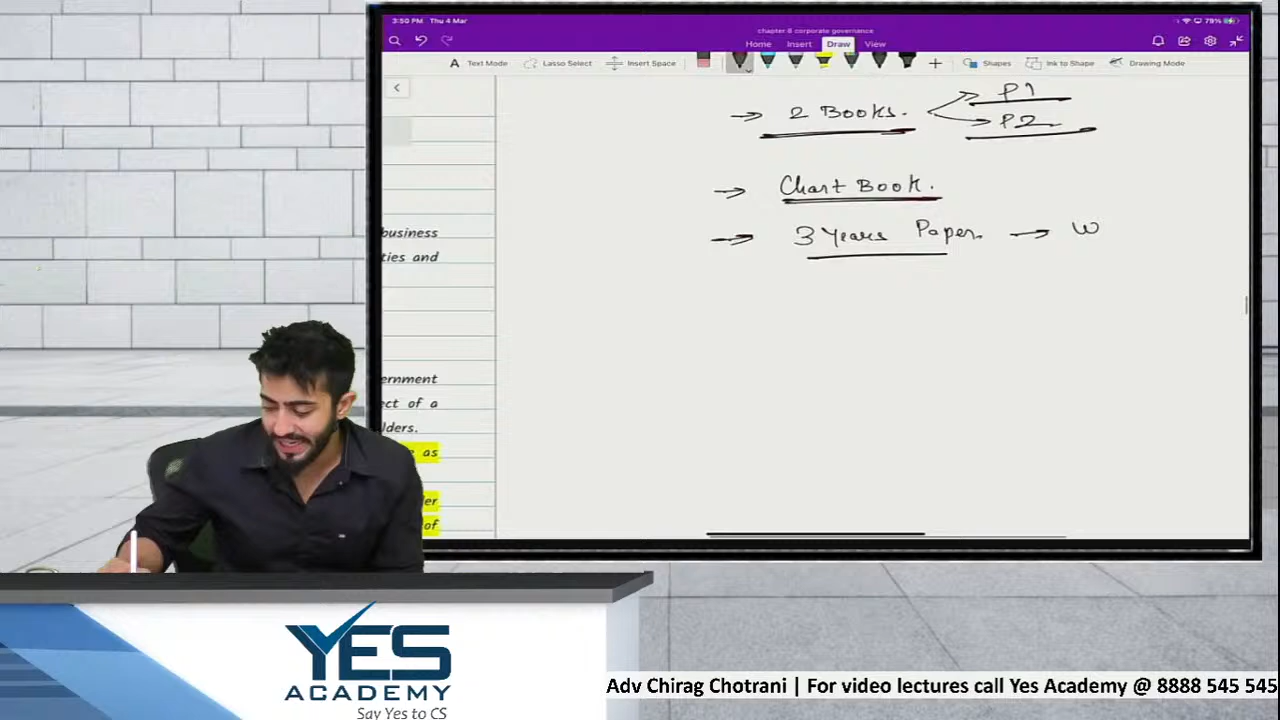 3:50 PM Thu 4 Mar
79%
chapter 6 corporate governance
Home Insert Draw View
Text Mode Lasso Select Insert Space Shapes Ink to Shape Drawing Mode
→ 2 Books. P1
P2
→ Chart Book.
→ 3 Years Paper. → W
business
ties and
ernment
ect of a
lders.
as
of
YES
ACADEMY
Say Yes to CS
Adv Chirag Chotrani | For video lectures call Yes Academy @ 8888 545 545